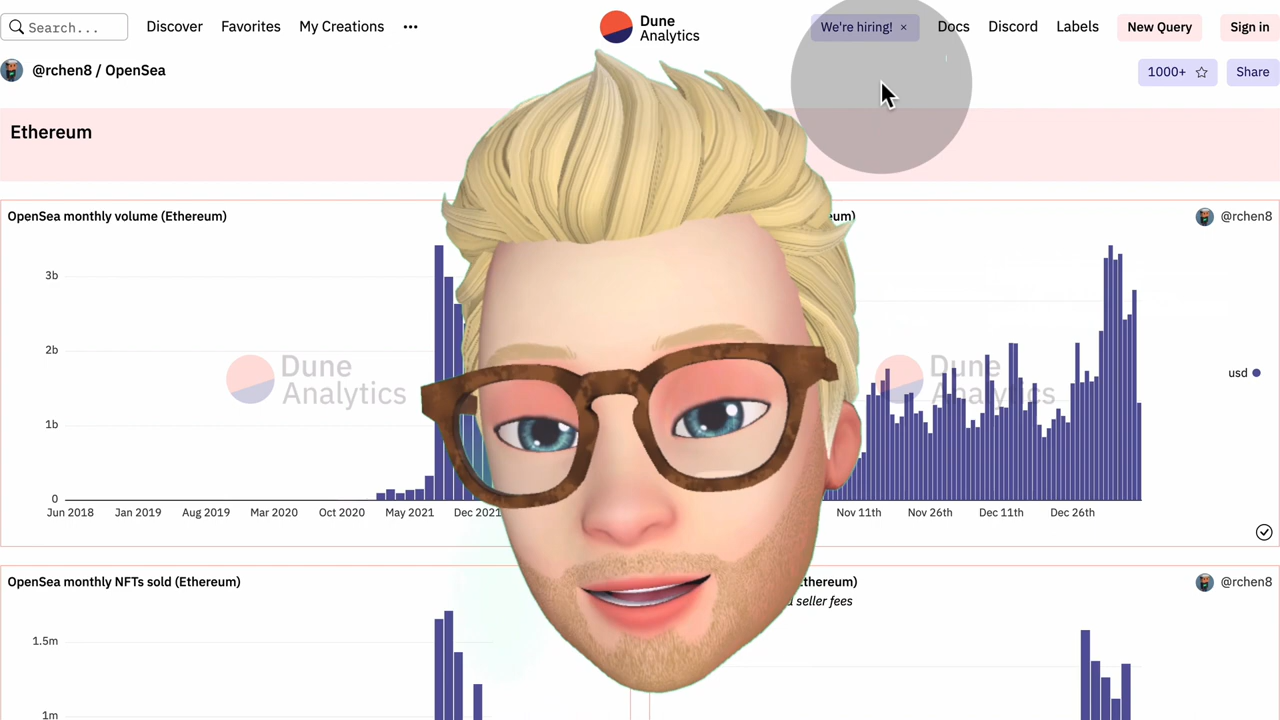 Search...
Discover
Favorites
My Creations
Dune
Analytics
We're hiring! ×
Docs
Discord
Labels
New Query
Sign in
@rchen8 / OpenSea
1000+
Share
Ethereum
OpenSea monthly volume (Ethereum)
3b
2b
1b
0
Dune
Analytics
Jun 2018
Jan 2019
Aug 2019
Mar 2020
Oct 2020
May 2021
Dec 2021
eum)
@rchen8
Dune
Analytics
usd
Nov 11th
Nov 26th
Dec 11th
Dec 26th
OpenSea monthly NFTs sold (Ethereum)
1.5m
1m
thereum)
@rchen8
seller fees